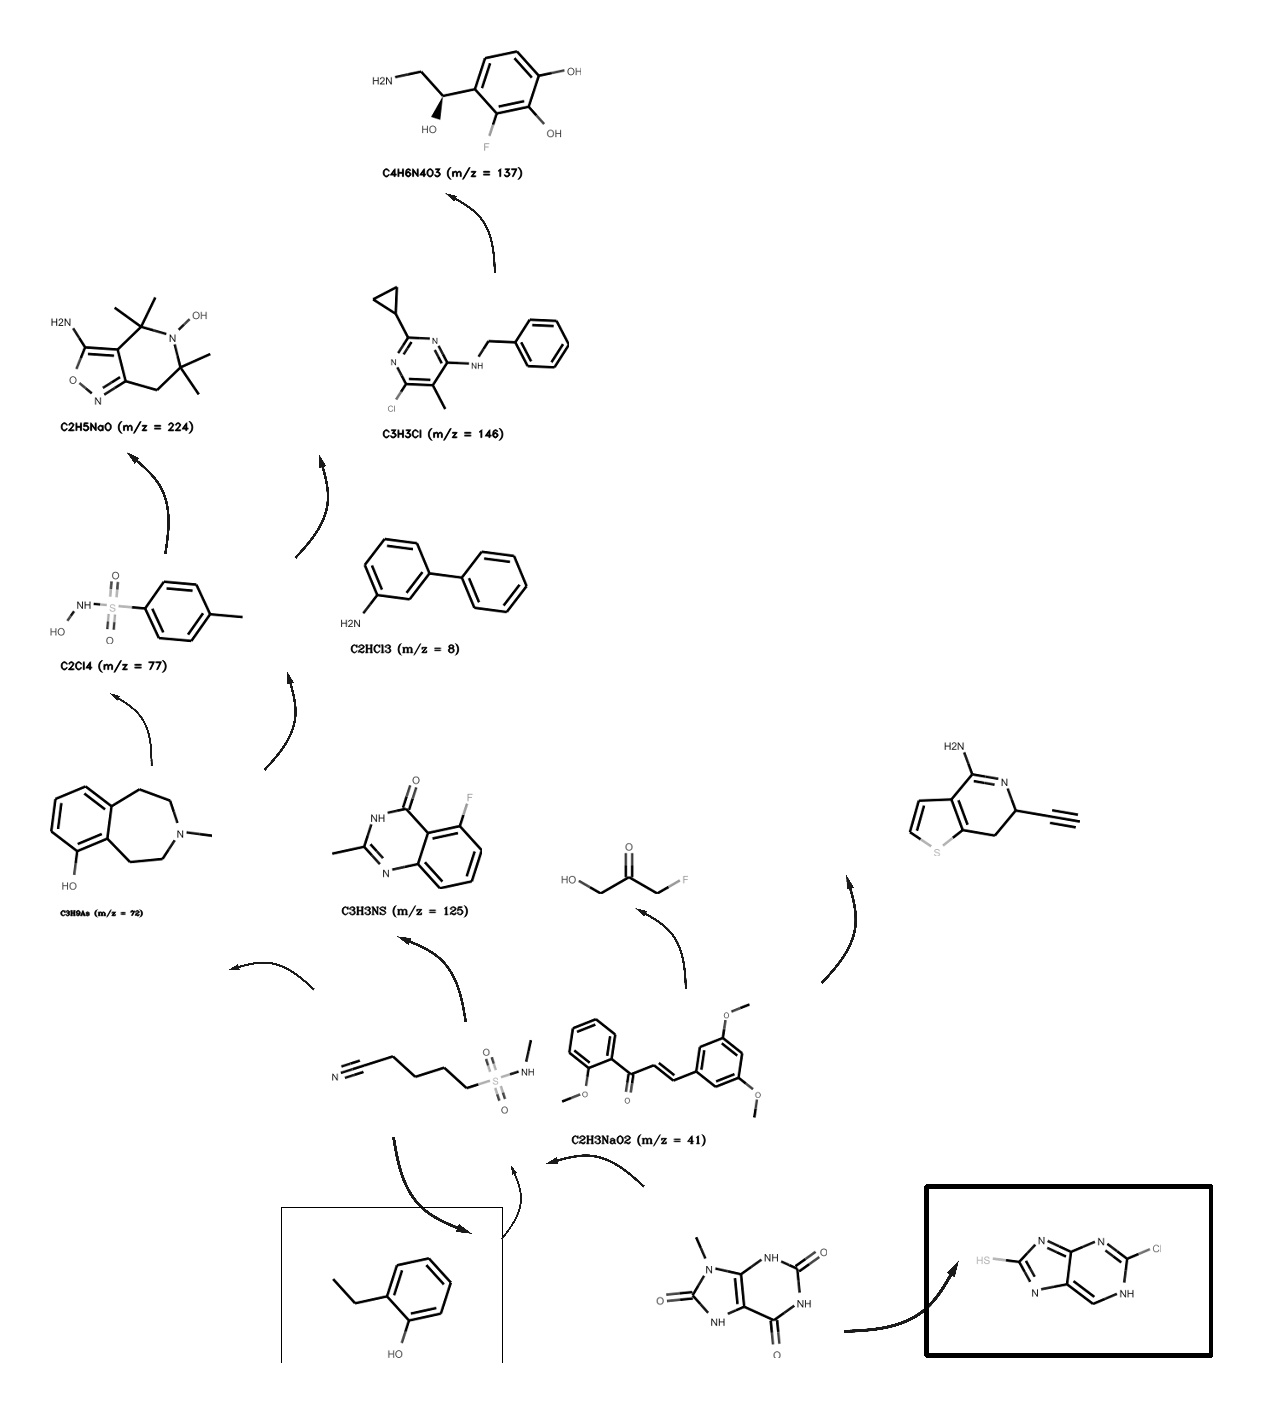 H2N
OH
HO
OH
F
C4H6N4O3 (m/z = 137)
H2N
OH
N
O
N
C2H5NaO (m/z = 224)
N
N
NH
Cl
C3H3Cl (m/z = 146)
O
NH
S
HO
O
C2Cl4 (m/z = 77)
H2N
C2HCl3 (m/z = 8)
N
HO
C3H9As (m/z = 72)
O
F
NH
N
C3H3NS (m/z = 125)
O
HO
F
H2N
N
S
N
O
S
NH
O
O
O
O
O
C2H3NaO2 (m/z = 41)
HO
N
NH
O
O
NH
NH
O
HS
N
N
Cl
N
NH